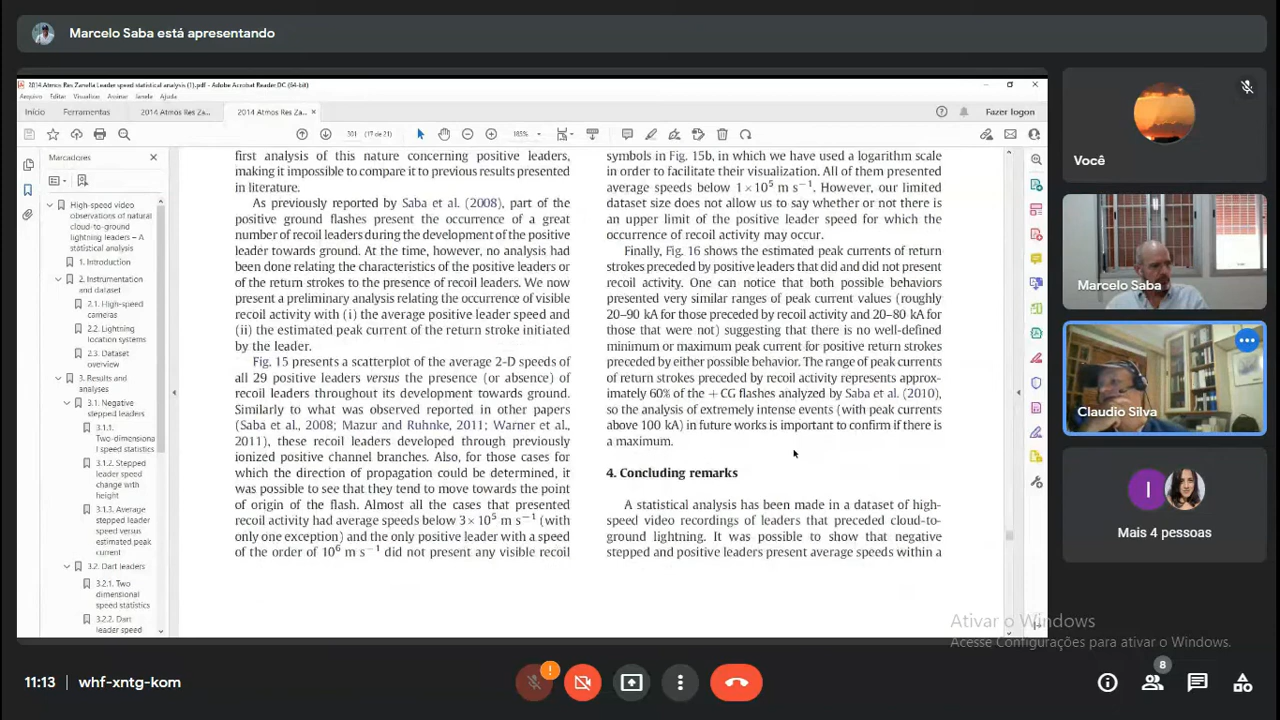 Marcelo Saba está apresentando
2014 Atmos Res Zanella Leader speed statistical analysis (1).pdf - Adobe Acrobat Reader DC (64-bit)
Arquivo Editar Visualizar Assinar Janela Ajuda
Início Ferramentas 2014 Atmos Res Za... 2014 Atmos Res Za... Fazer logon
301 (17 de 21) 185%
Marcadores
High-speed video
observations of natural
cloud-to-ground
lightning leaders – A
statistical analysis
1. Introduction
2. Instrumentation
and dataset
2.1. High-speed
cameras
2.2. Lightning
location systems
2.3. Dataset
overview
3. Results and
analyses
3.1. Negative
stepped leaders
3.1.1.
Two-dimensiona
l speed statistics
3.1.2. Stepped
leader speed
change with
height
3.1.3. Average
stepped leader
speed versus
estimated peak
current
3.2. Dart leaders
3.2.1. Two
dimensional
speed statistics
3.2.2. Dart
leader speed
first analysis of this nature concerning positive leaders,
making it impossible to compare it to previous results presented
in literature.
As previously reported by Saba et al. (2008), part of the
positive ground flashes present the occurrence of a great
number of recoil leaders during the development of the positive
leader towards ground. At the time, however, no analysis had
been done relating the characteristics of the positive leaders or
of the return strokes to the presence of recoil leaders. We now
present a preliminary analysis relating the occurrence of visible
recoil activity with (i) the average positive leader speed and
(ii) the estimated peak current of the return stroke initiated
by the leader.
Fig. 15 presents a scatterplot of the average 2-D speeds of
all 29 positive leaders versus the presence (or absence) of
recoil leaders throughout its development towards ground.
Similarly to what was observed reported in other papers
(Saba et al., 2008; Mazur and Ruhnke, 2011; Warner et al.,
2011), these recoil leaders developed through previously
ionized positive channel branches. Also, for those cases for
which the direction of propagation could be determined, it
was possible to see that they tend to move towards the point
of origin of the flash. Almost all the cases that presented
recoil activity had average speeds below 3×10⁵ m s⁻¹ (with
only one exception) and the only positive leader with a speed
of the order of 10⁶ m s⁻¹ did not present any visible recoil
symbols in Fig. 15b, in which we have used a logarithm scale
in order to facilitate their visualization. All of them presented
average speeds below 1×10⁵ m s⁻¹. However, our limited
dataset size does not allow us to say whether or not there is
an upper limit of the positive leader speed for which the
occurrence of recoil activity may occur.
Finally, Fig. 16 shows the estimated peak currents of return
strokes preceded by positive leaders that did and did not present
recoil activity. One can notice that both possible behaviors
presented very similar ranges of peak current values (roughly
20–90 kA for those preceded by recoil activity and 20–80 kA for
those that were not) suggesting that there is no well-defined
minimum or maximum peak current for positive return strokes
preceded by either possible behavior. The range of peak currents
of return strokes preceded by recoil activity represents approx-
imately 60% of the +CG flashes analyzed by Saba et al. (2010),
so the analysis of extremely intense events (with peak currents
above 100 kA) in future works is important to confirm if there is
a maximum.
4. Concluding remarks
A statistical analysis has been made in a dataset of high-
speed video recordings of leaders that preceded cloud-to-
ground lightning. It was possible to show that negative
stepped and positive leaders present average speeds within a
Você
Marcelo Saba
Claudio Silva
I
Mais 4 pessoas
Ativar o Windows
Acesse Configurações para ativar o Windows.
11:13 | whf-xntg-kom
!
8